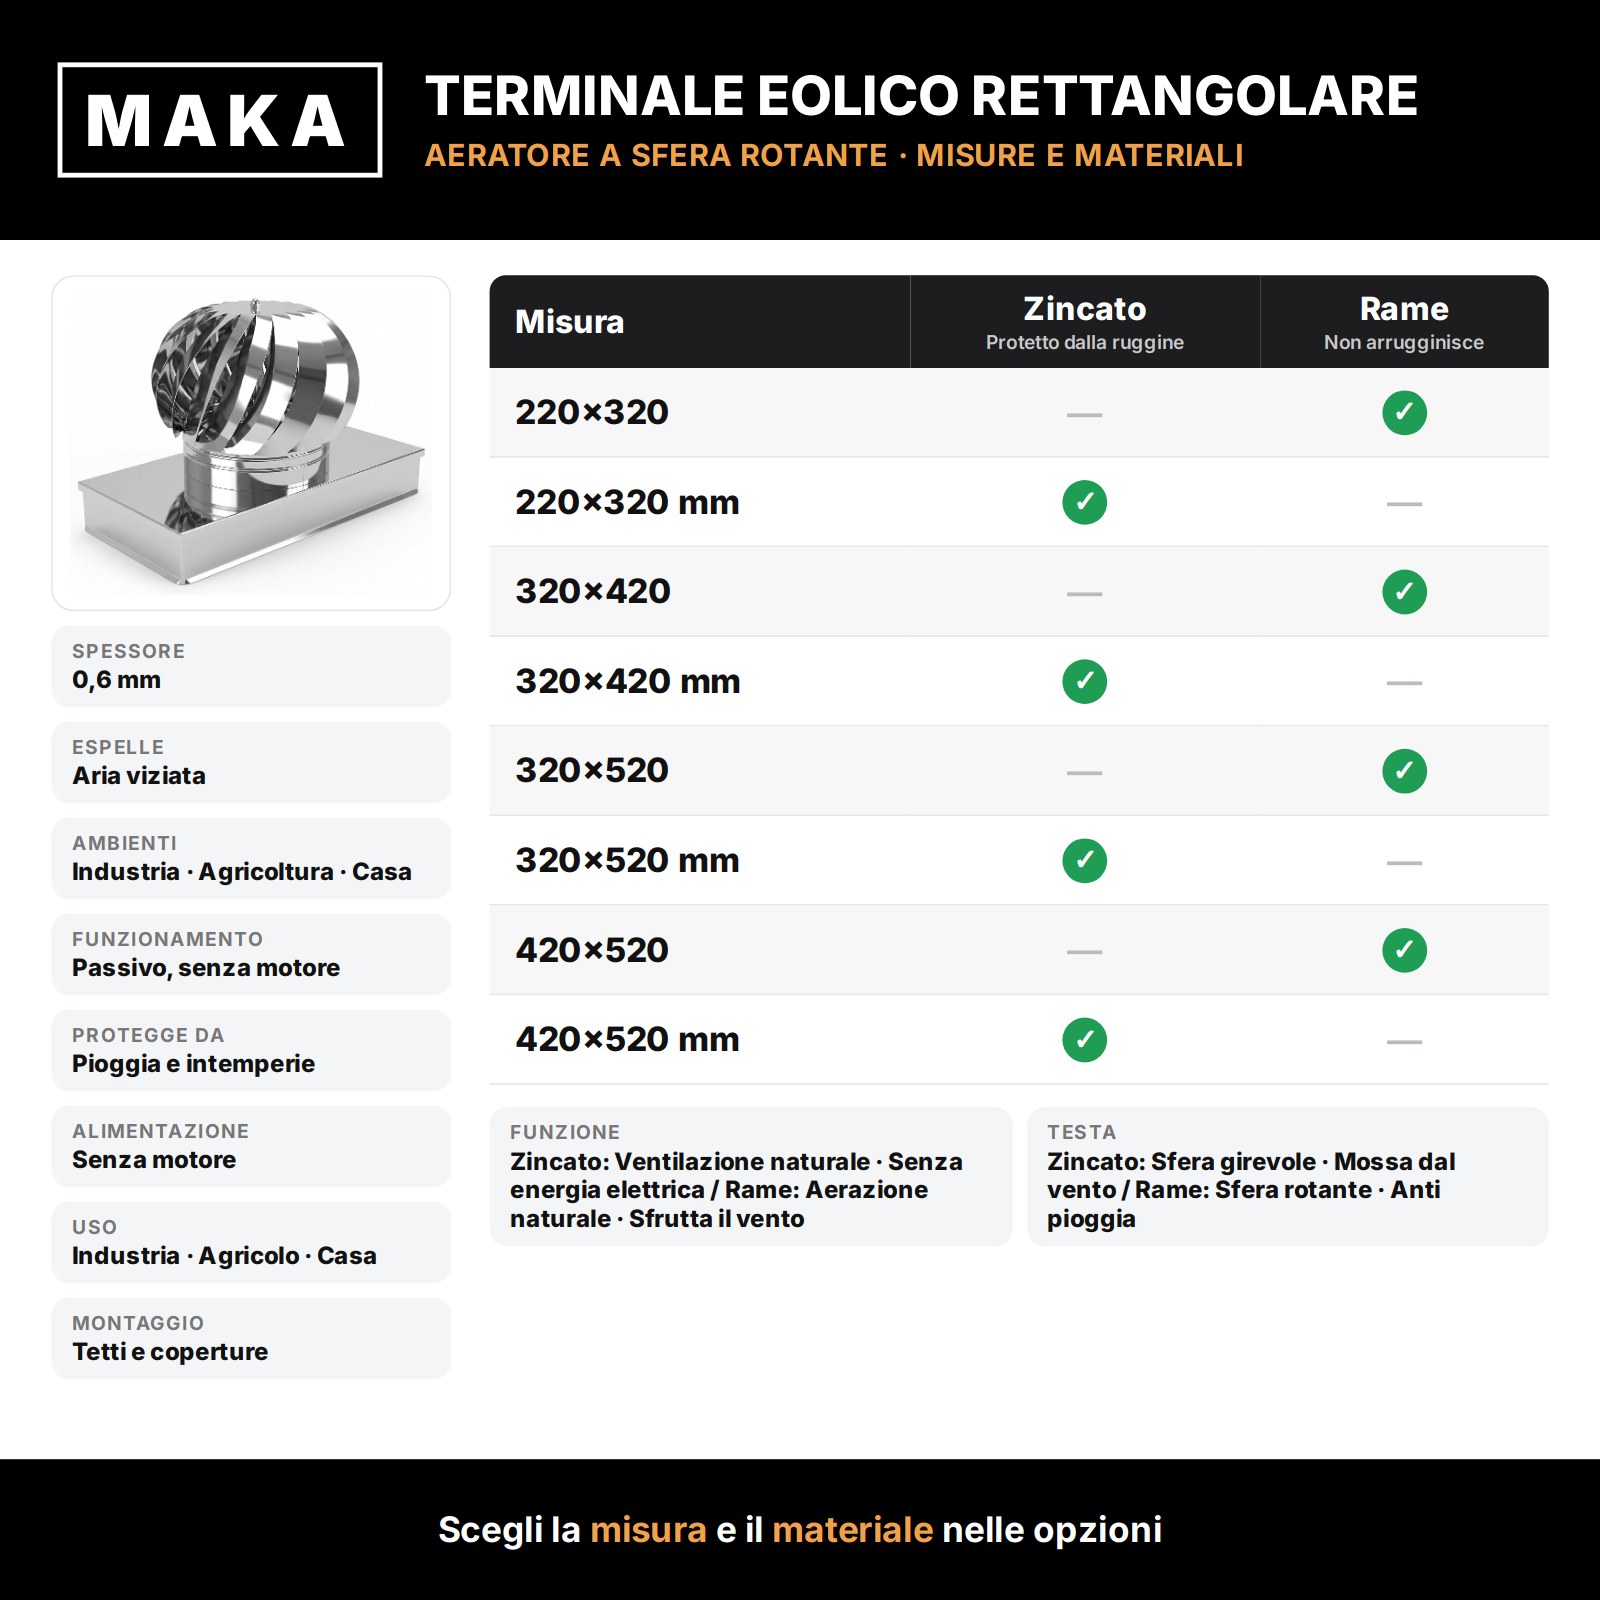 MAKA
TERMINALE EOLICO RETTANGOLARE
AERATORE A SFERA ROTANTE · MISURE E MATERIALI
SPESSORE
0,6 mm
ESPELLE
Aria viziata
AMBIENTI
Industria · Agricoltura · Casa
FUNZIONAMENTO
Passivo, senza motore
PROTEGGE DA
Pioggia e intemperie
ALIMENTAZIONE
Senza motore
USO
Industria · Agricolo · Casa
MONTAGGIO
Tetti e coperture
Misura Zincato Rame
Protetto dalla ruggine Non arrugginisce
220×320 — ✓
220×320 mm ✓ —
320×420 — ✓
320×420 mm ✓ —
320×520 — ✓
320×520 mm ✓ —
420×520 — ✓
420×520 mm ✓ —
FUNZIONE
Zincato: Ventilazione naturale · Senza
energia elettrica / Rame: Aerazione
naturale · Sfrutta il vento
TESTA
Zincato: Sfera girevole · Mossa dal
vento / Rame: Sfera rotante · Anti
pioggia
Scegli la misura e il materiale nelle opzioni